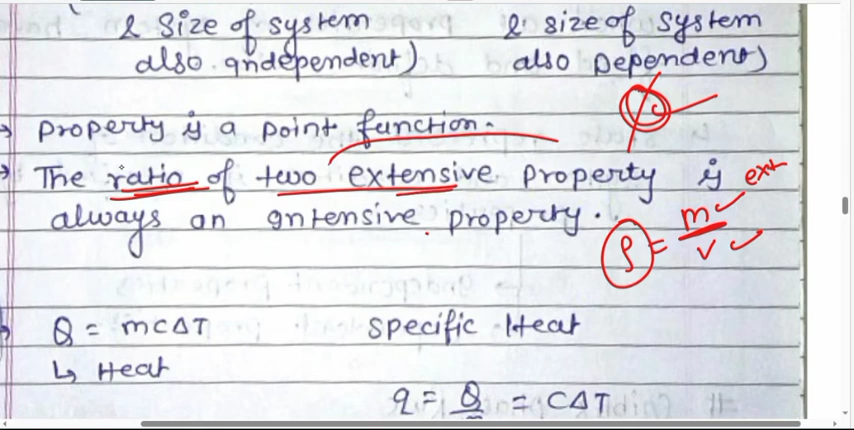 & Size of system & size of system
also independent) also Dependent)
→ Property is a point function.
→ The ratio of two extensive Property is ext
always an intensive property. ρ = m/v
Q = mCΔT Specific Heat
↳ Heat
q = Q = CΔT